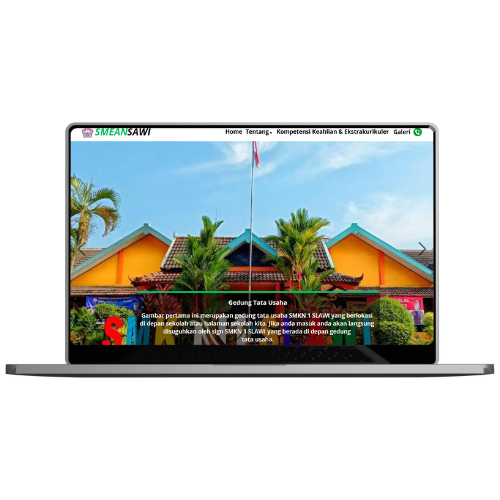 SMEANSAWI
Home Tentang Kompetensi Keahlian & Ekstrakurikuler Galeri
Gedung Tata Usaha
Gambar pertama ini merupakan gedung tata usaha SMKN 1 SLAWI yang berlokasi
di depan sekolah atau halaman sekolah kita. Jika anda masuk anda akan langsung
disuguhkan oleh sign SMKN 1 SLAWI yang berada di depan gedung
tata usaha.